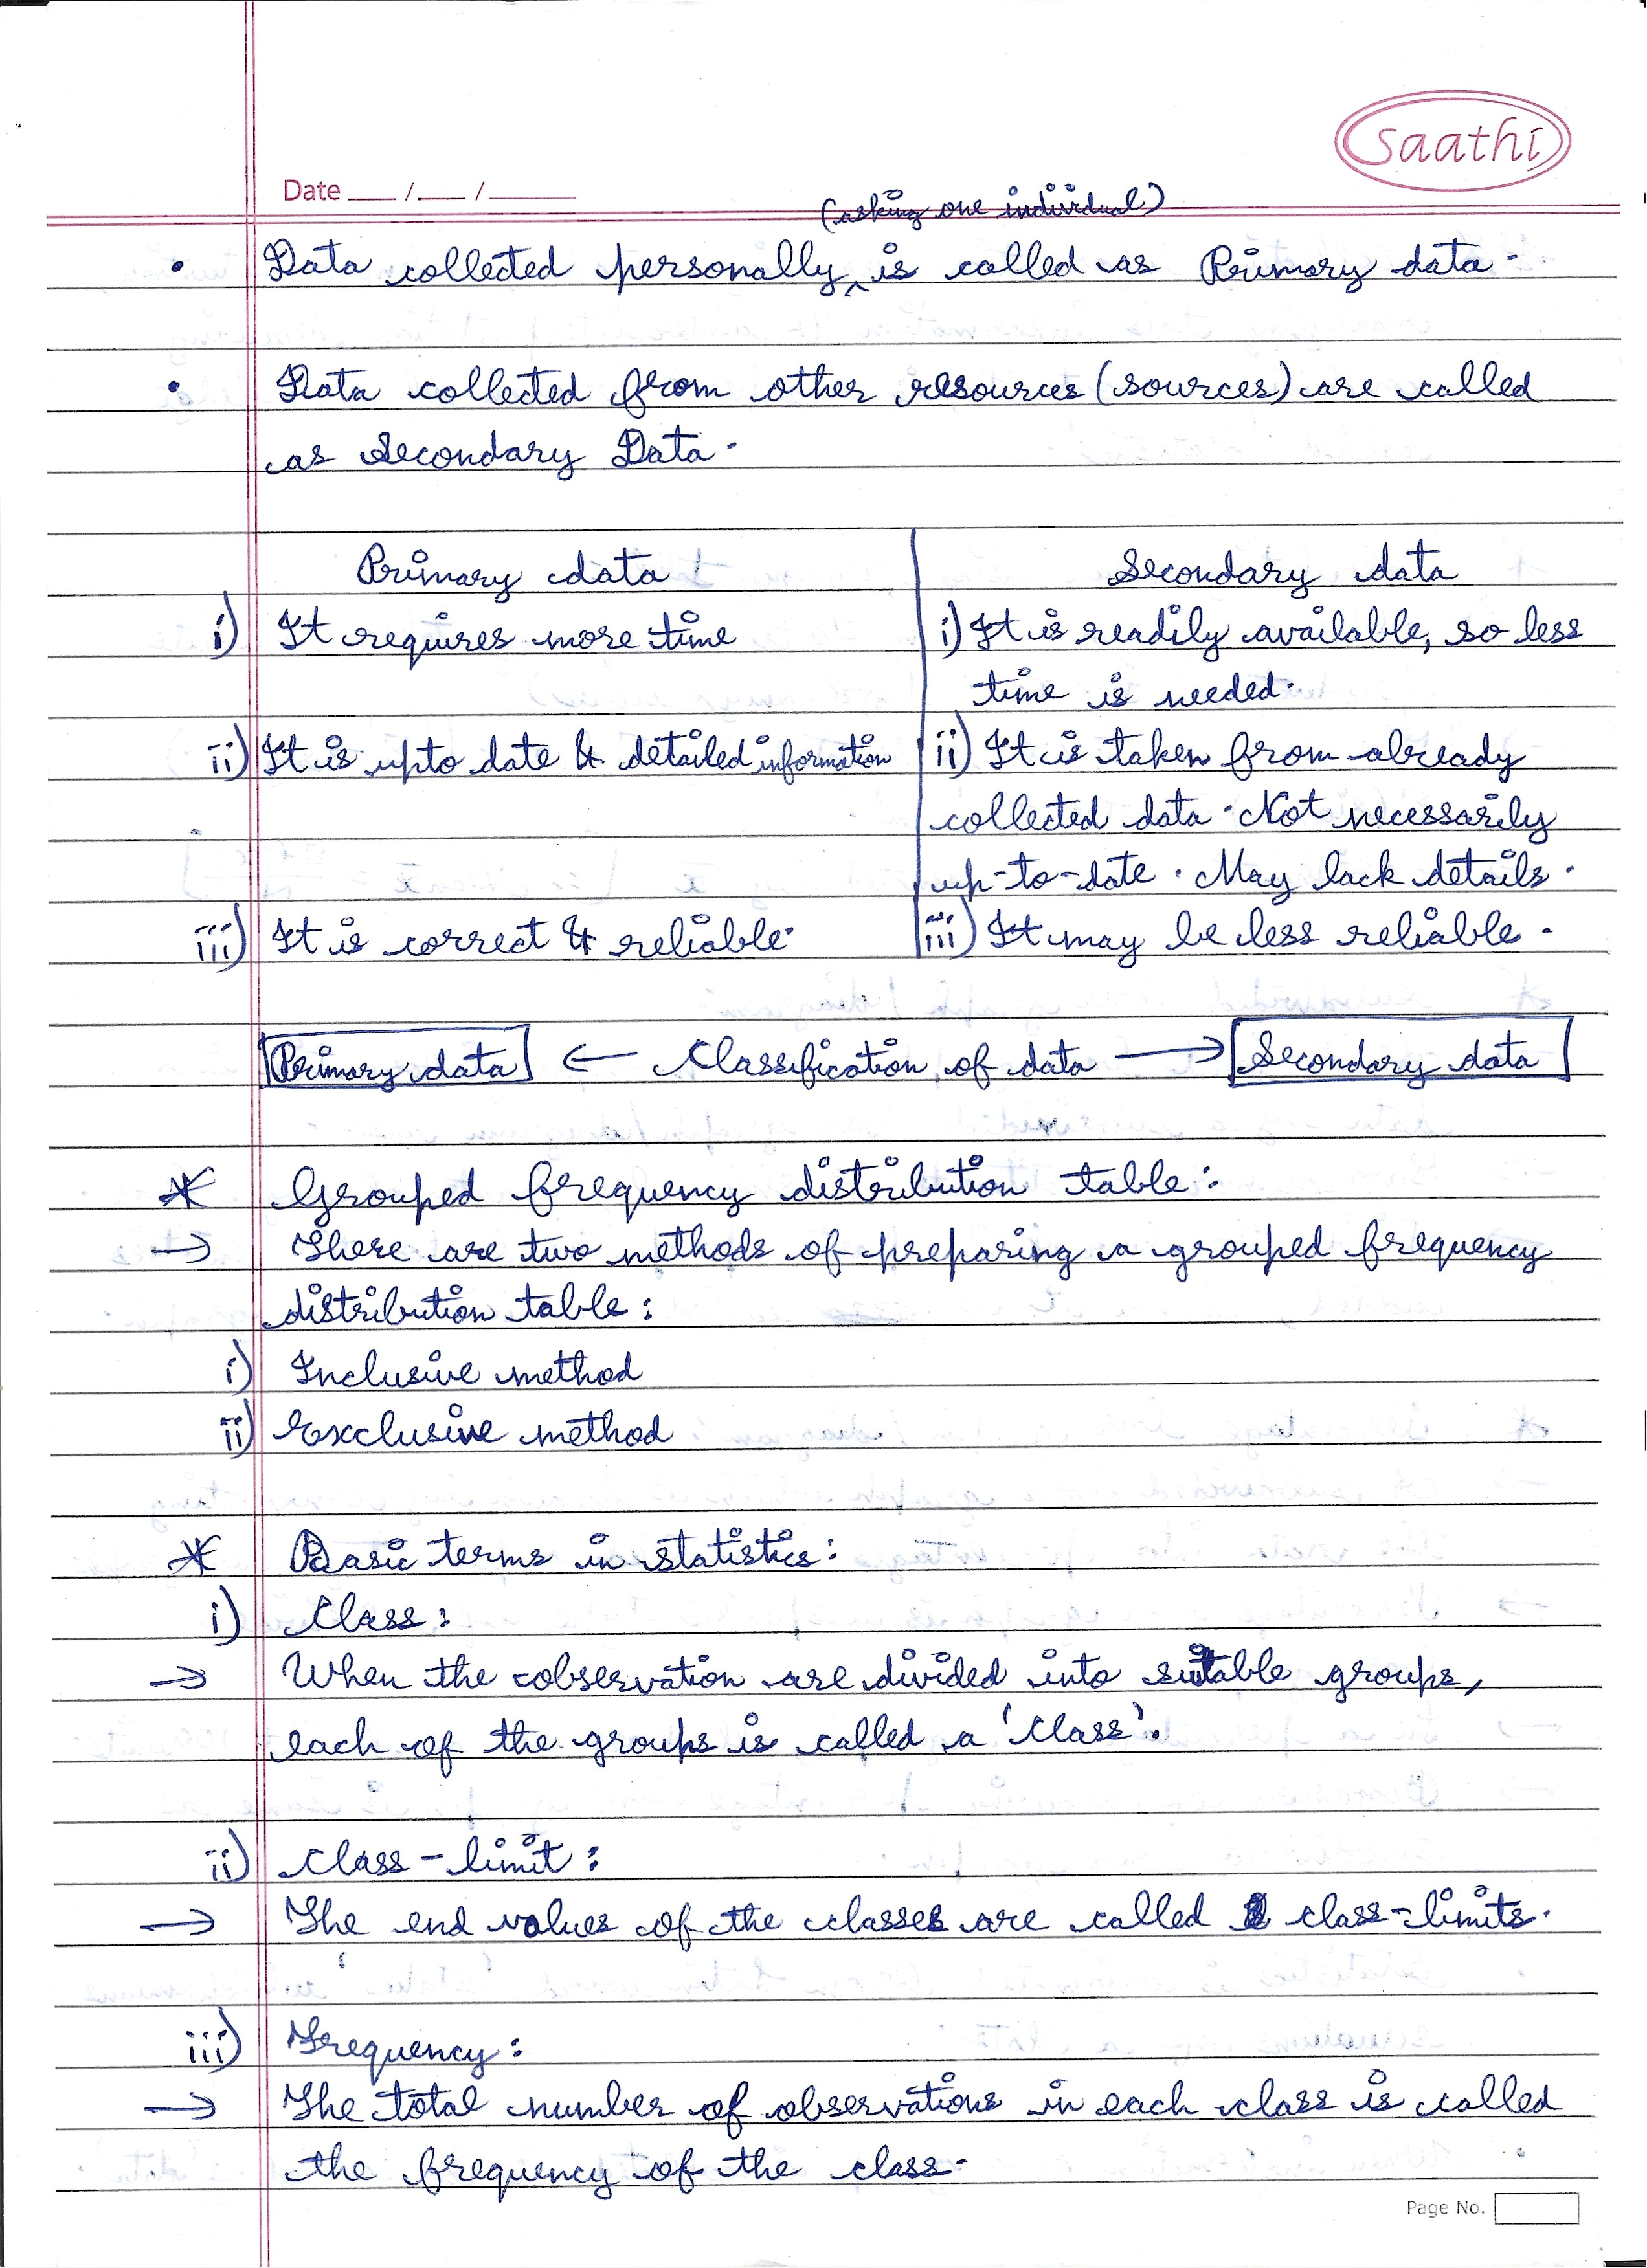 saathi
Date ___ /___ /_____
(asking one individual)
• Data collected personally ^ is called as Primary data.
• Data collected from other resources (sources) are called
as Secondary Data.
Primary data
Secondary data
i) It requires more time
i) It is readily available, so less
time is needed.
ii) It is upto date & detailed information
ii) It is taken from already
collected data. Not necessarily
up-to-date. May lack details.
iii) It is correct & reliable.
iii) It may be less reliable.
Primary data ← Classification of data → Secondary data
* Grouped frequency distribution table:
→ There are two methods of preparing a grouped frequency
distribution table:
i) Inclusive method
ii) Exclusive method
* Basic terms in statistics:
i) Class:
→ When the observation are divided into suitable groups,
each of the groups is called a 'Class'.
ii) Class-limit:
→ The end values of the classes are called class-limits.
iii) Frequency:
→ The total number of observations in each class is called
the frequency of the class.
Page No.